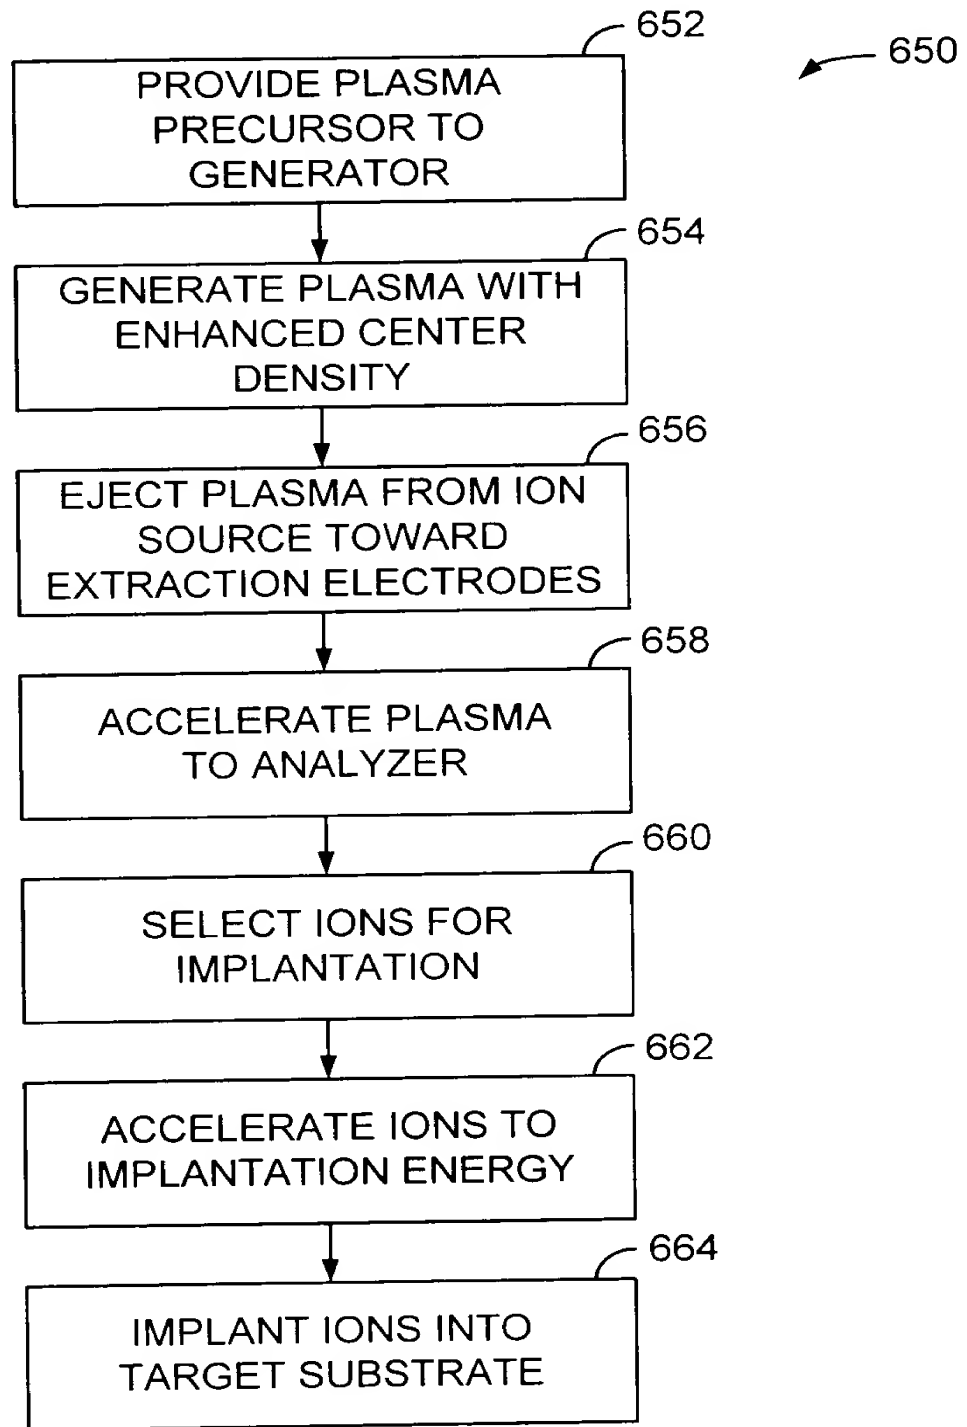 652
650
PROVIDE PLASMA
PRECURSOR TO
GENERATOR
654
GENERATE PLASMA WITH
ENHANCED CENTER
DENSITY
656
EJECT PLASMA FROM ION
SOURCE TOWARD
EXTRACTION ELECTRODES
658
ACCELERATE PLASMA
TO ANALYZER
660
SELECT IONS FOR
IMPLANTATION
662
ACCELERATE IONS TO
IMPLANTATION ENERGY
664
IMPLANT IONS INTO
TARGET SUBSTRATE